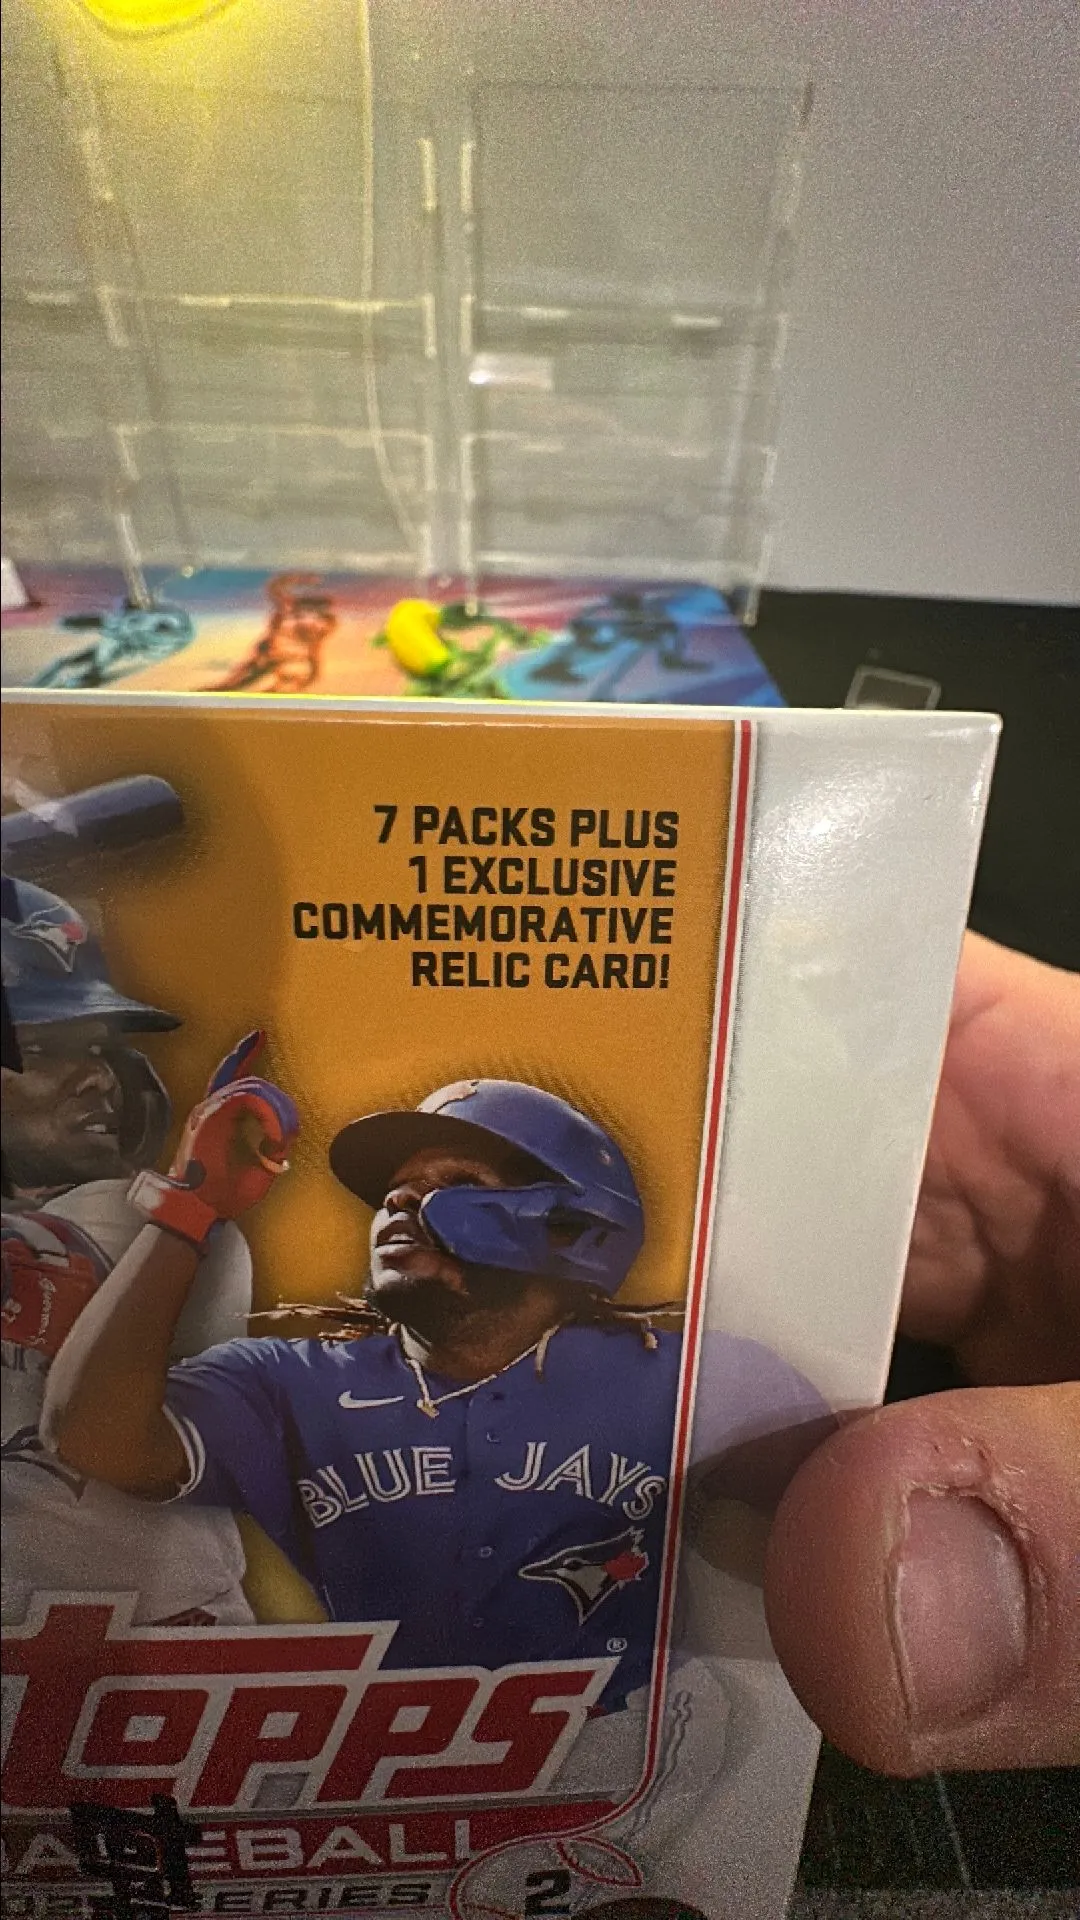 7 PACKS PLUS
1 EXCLUSIVE
COMMEMORATIVE
RELIC CARD!
BLUE JAYS
TOPPS®
BASEBALL
SERIES 2